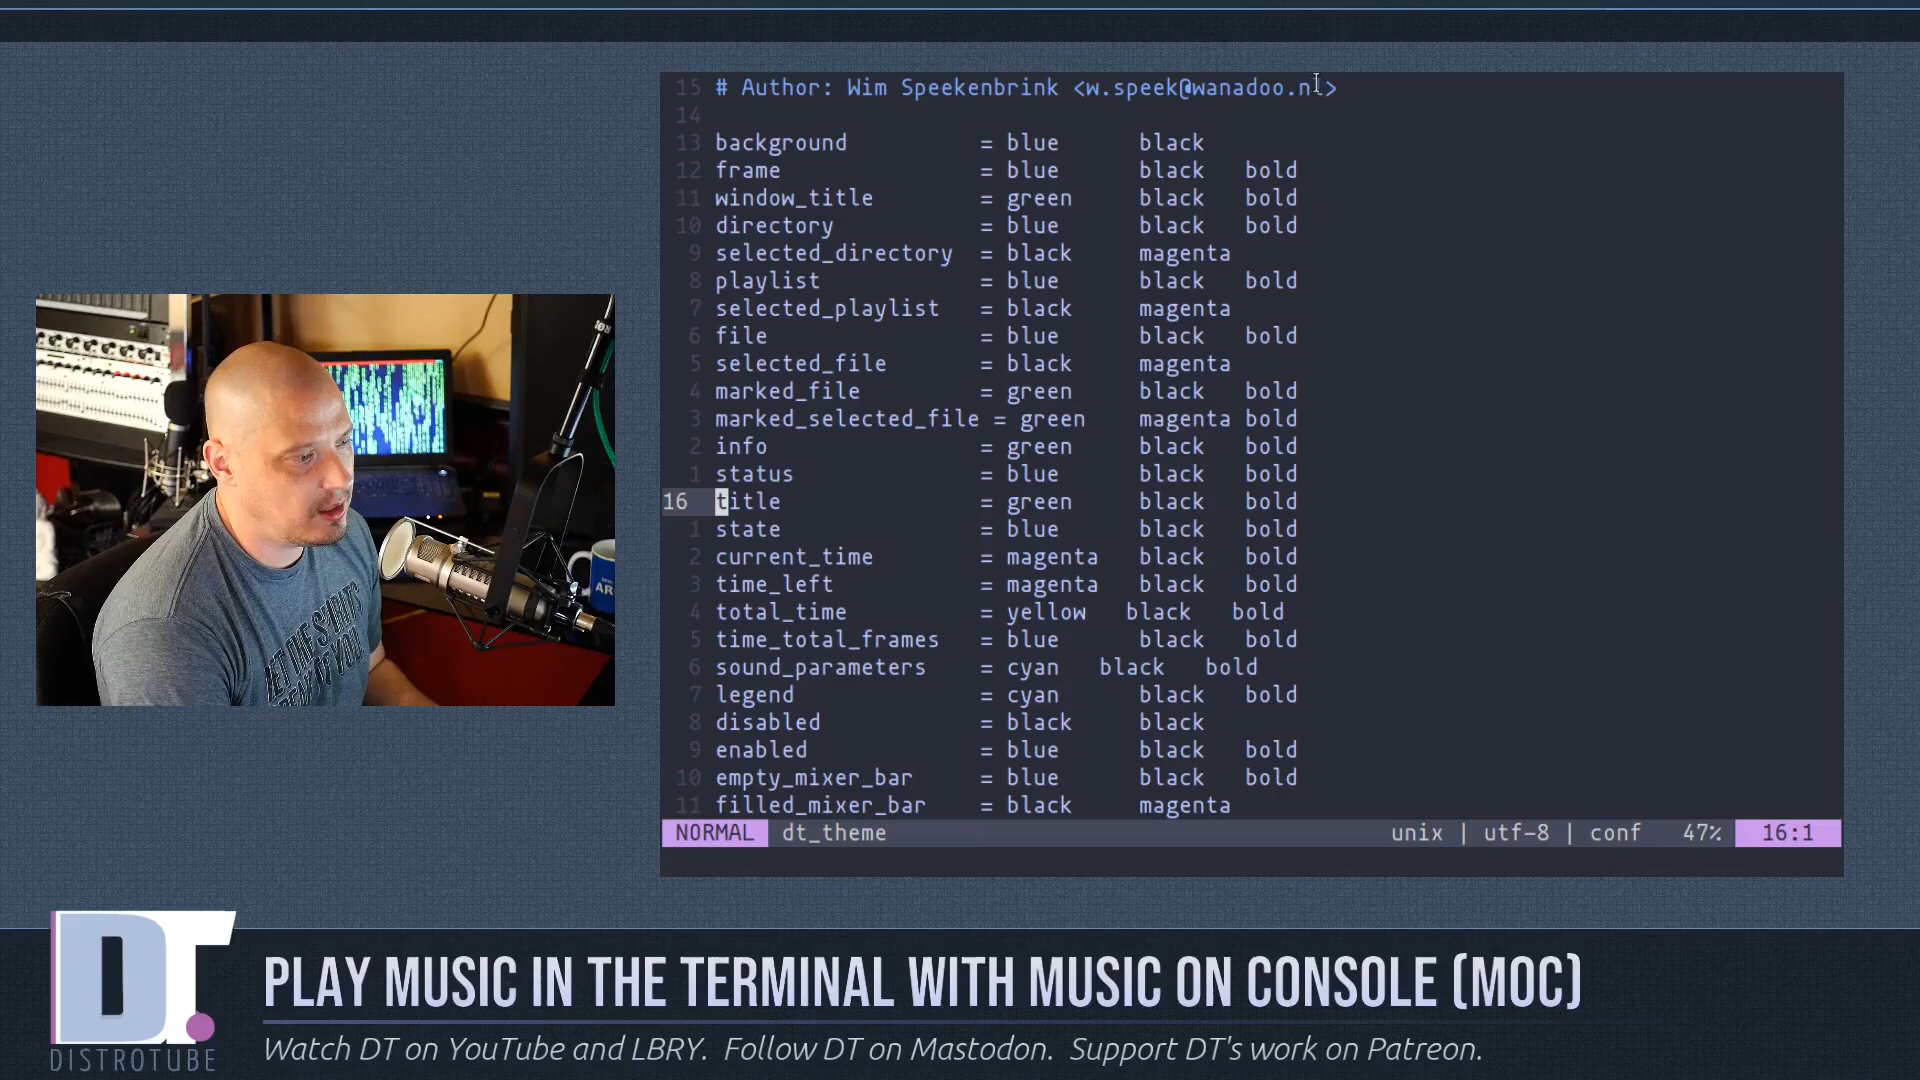 15 # Author: Wim Speekenbrink <w.speek@wanadoo.nl>
14
13 background = blue black
12 frame = blue black bold
11 window_title = green black bold
10 directory = blue black bold
9 selected_directory = black magenta
8 playlist = blue black bold
7 selected_playlist = black magenta
6 file = blue black bold
5 selected_file = black magenta
4 marked_file = green black bold
3 marked_selected_file = green magenta bold
2 info = green black bold
1 status = blue black bold
16 title = green black bold
1 state = blue black bold
2 current_time = magenta black bold
3 time_left = magenta black bold
4 total_time = yellow black bold
5 time_total_frames = blue black bold
6 sound_parameters = cyan black bold
7 legend = cyan black bold
8 disabled = black black
9 enabled = blue black bold
10 empty_mixer_bar = blue black bold
11 filled_mixer_bar = black magenta
NORMAL dt_theme unix | utf-8 | conf 47% 16:1
DT
DISTROTUBE
PLAY MUSIC IN THE TERMINAL WITH MUSIC ON CONSOLE (MOC)
Watch DT on YouTube and LBRY. Follow DT on Mastodon. Support DT's work on Patreon.